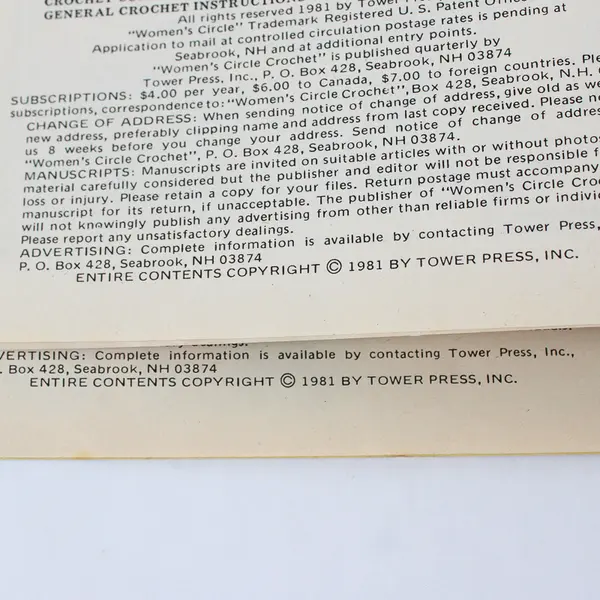 GENERAL CROCHET INSTRUCTION
All rights reserved 1981 by Tower
"Women's Circle" Trademark Registered U. S. Patent
Application to mail at controlled circulation postage rates is pending at
Seabrook, NH and at additional entry points.
"Women's Circle Crochet" is published quarterly by
Tower Press, Inc., P. O. Box 428, Seabrook, NH 03874
SUBSCRIPTIONS: $4.00 per year, $6.00 to Canada, $7.00 to foreign countries.
subscriptions, correspondence to: "Women's Circle Crochet", Box 428, Seabrook, N.H.
CHANGE OF ADDRESS: When sending notice of change of address, give old as
new address, preferably clipping name and address from last copy received. Please
us 8 weeks before you change your address. Send notice of change of
"Women's Circle Crochet", P. O. Box 428, Seabrook, NH 03874.
MANUSCRIPTS: Manuscripts are invited on suitable articles with or without photo
material carefully considered but the publisher and editor will not be responsible
loss or injury. Please retain a copy for your files. Return postage must accompany
manuscript for its return, if unacceptable. The publisher of "Women's Circle
will not knowingly publish any advertising from other than reliable firms or
Please report any unsatisfactory dealings.
ADVERTISING: Complete information is available by contacting Tower Press,
P. O. Box 428, Seabrook, NH 03874
ENTIRE CONTENTS COPYRIGHT © 1981 BY TOWER PRESS, INC.
VERTISING: Complete information is available by contacting Tower Press, Inc.,
. Box 428, Seabrook, NH 03874
ENTIRE CONTENTS COPYRIGHT © 1981 BY TOWER PRESS, INC.